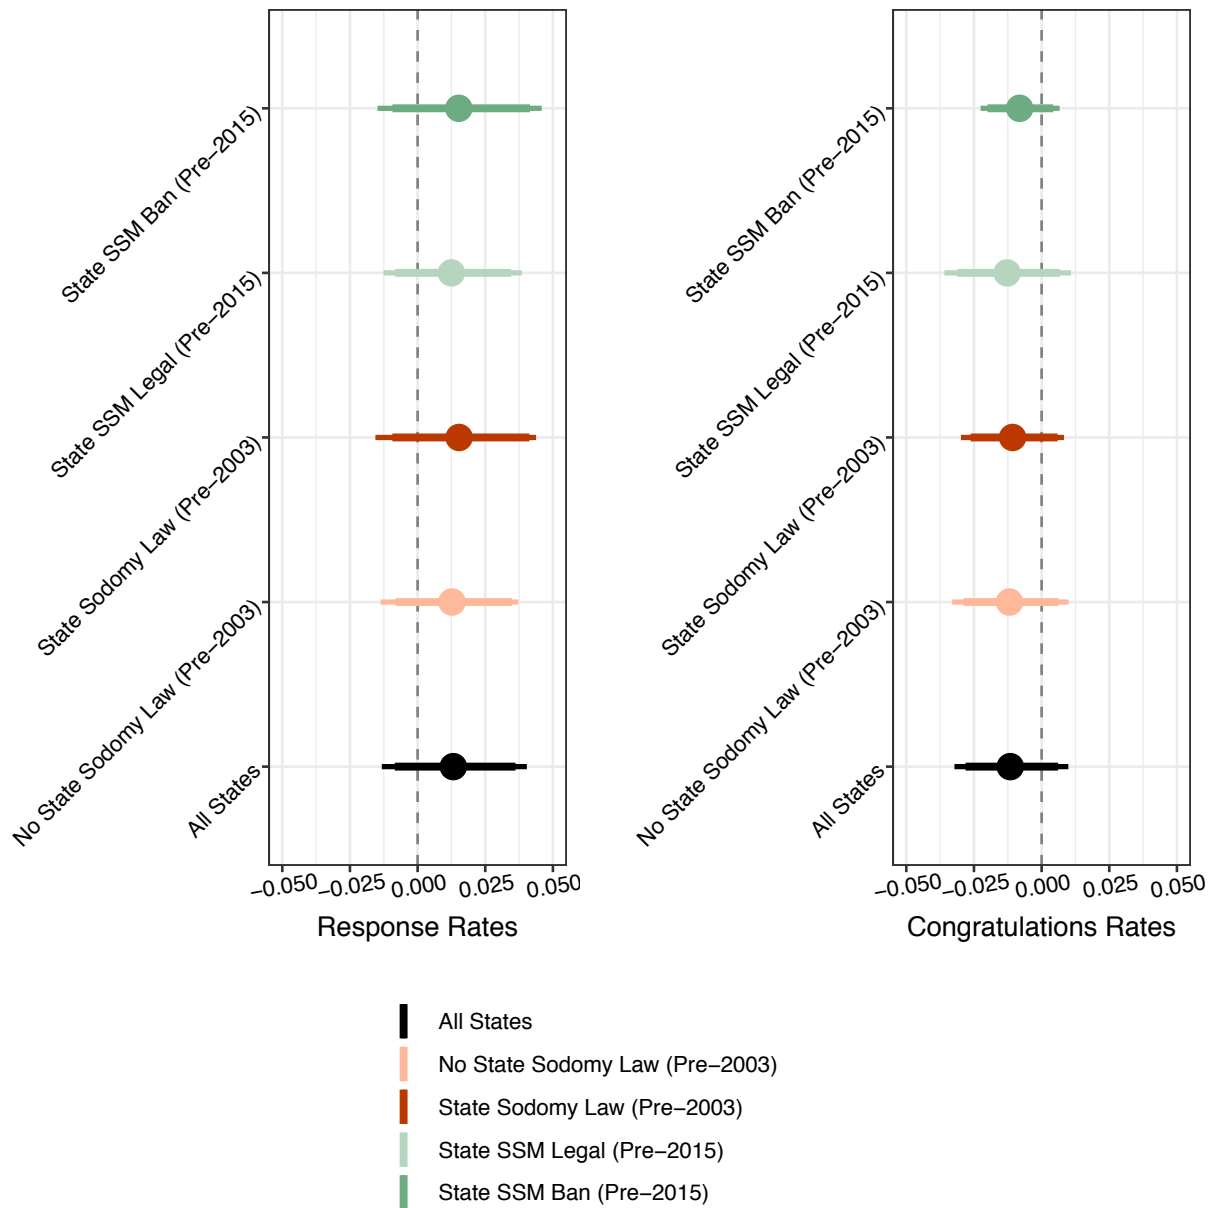 State SSM Ban (Pre−2015)
State SSM Legal (Pre−2015)
State Sodomy Law (Pre−2003)
No State Sodomy Law (Pre−2003)
All States
−0.050 −0.025 0.000 0.025 0.050
Response Rates
State SSM Ban (Pre−2015)
State SSM Legal (Pre−2015)
State Sodomy Law (Pre−2003)
No State Sodomy Law (Pre−2003)
All States
−0.050 −0.025 0.000 0.025 0.050
Congratulations Rates
All States
No State Sodomy Law (Pre−2003)
State Sodomy Law (Pre−2003)
State SSM Legal (Pre−2015)
State SSM Ban (Pre−2015)